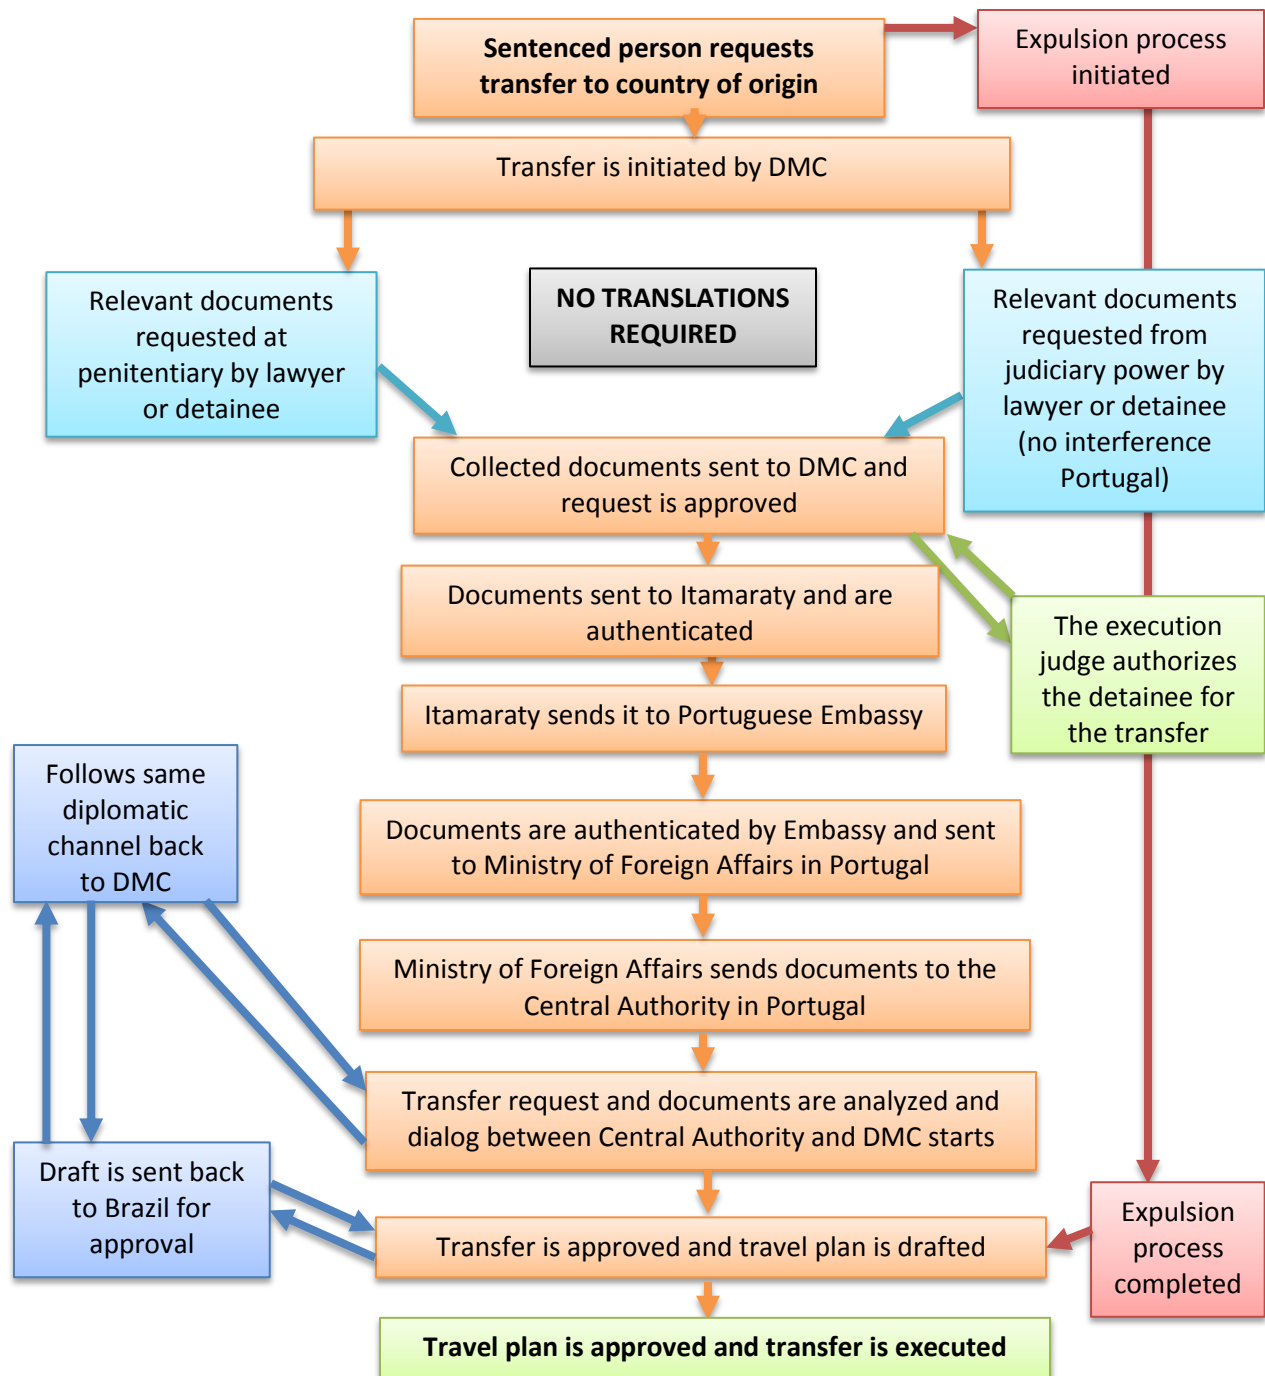 Sentenced person requests
transfer to country of origin
Expulsion process
initiated
Transfer is initiated by DMC
Relevant documents
requested at
penitentiary by lawyer
or detainee
NO TRANSLATIONS
REQUIRED
Relevant documents
requested from
judiciary power by
lawyer or detainee
(no interference
Portugal)
Collected documents sent to DMC and
request is approved
Documents sent to Itamaraty and are
authenticated
The execution
judge authorizes
the detainee for
the transfer
Itamaraty sends it to Portuguese Embassy
Follows same
diplomatic
channel back
to DMC
Documents are authenticated by Embassy and sent
to Ministry of Foreign Affairs in Portugal
Ministry of Foreign Affairs sends documents to the
Central Authority in Portugal
Transfer request and documents are analyzed and
dialog between Central Authority and DMC starts
Draft is sent back
to Brazil for
approval
Transfer is approved and travel plan is drafted
Expulsion
process
completed
Travel plan is approved and transfer is executed